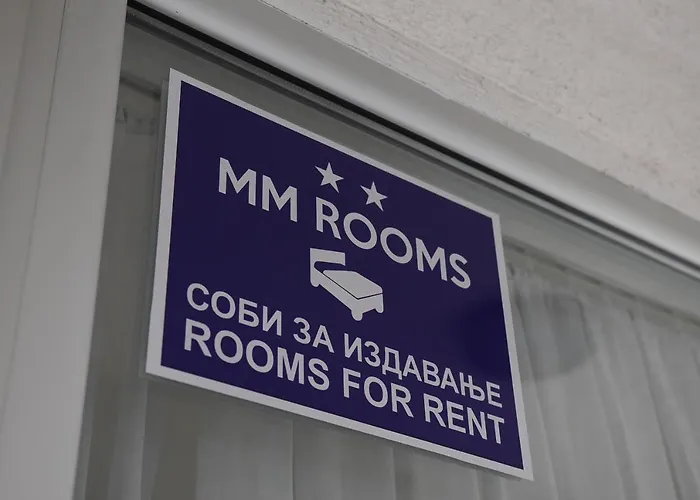 MM ROOMS
СОБИ ЗА ИЗДАВАЊЕ
ROOMS FOR RENT